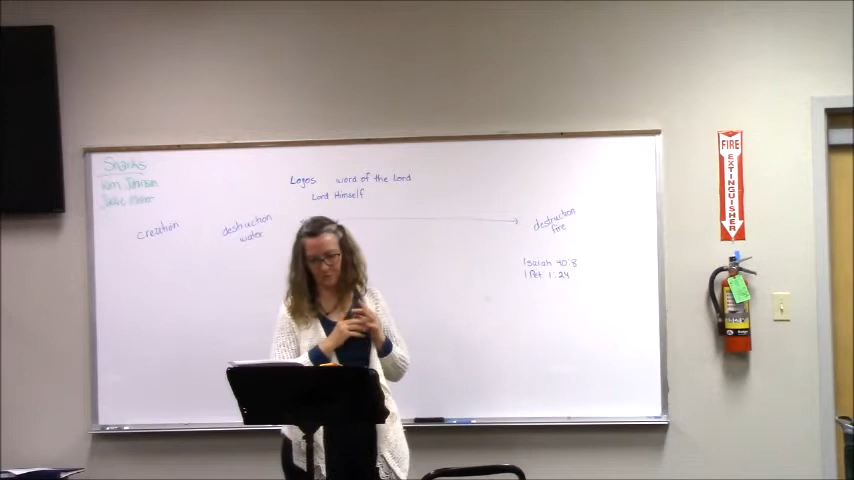 Snacks
Logos word of the Lord
Lord Himself
creation
destruction
water
destruction
fire
Isaiah 40:8
1 Pet. 1:24
FIRE
EXTINGUISHER